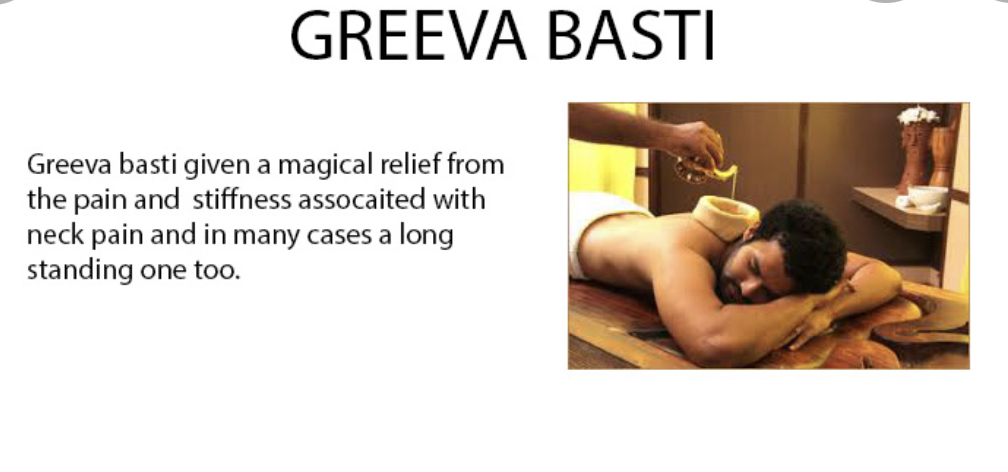 GREEVA BASTI
Greeva basti given a magical relief from
the pain and  stiffness assocaited with
neck pain and in many cases a long
standing one too.